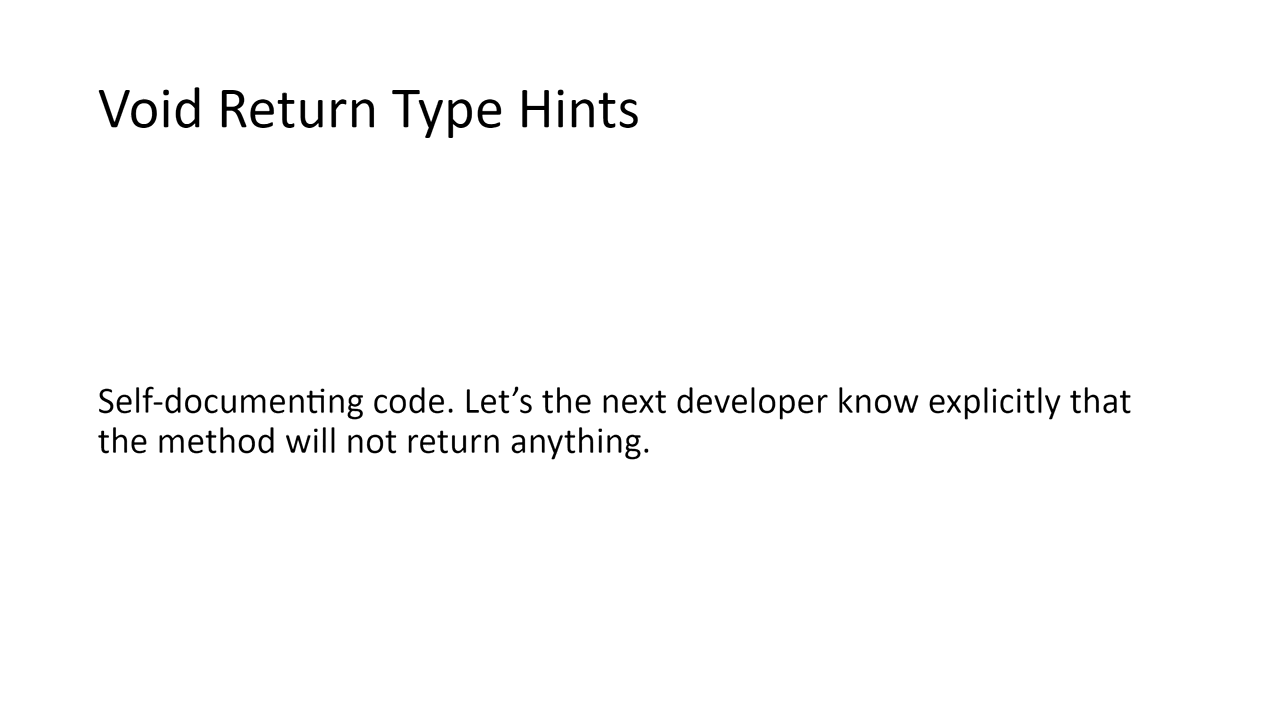 Void Return Type Hints
Self-documenting code. Let’s the next developer know explicitly that
the method will not return anything.